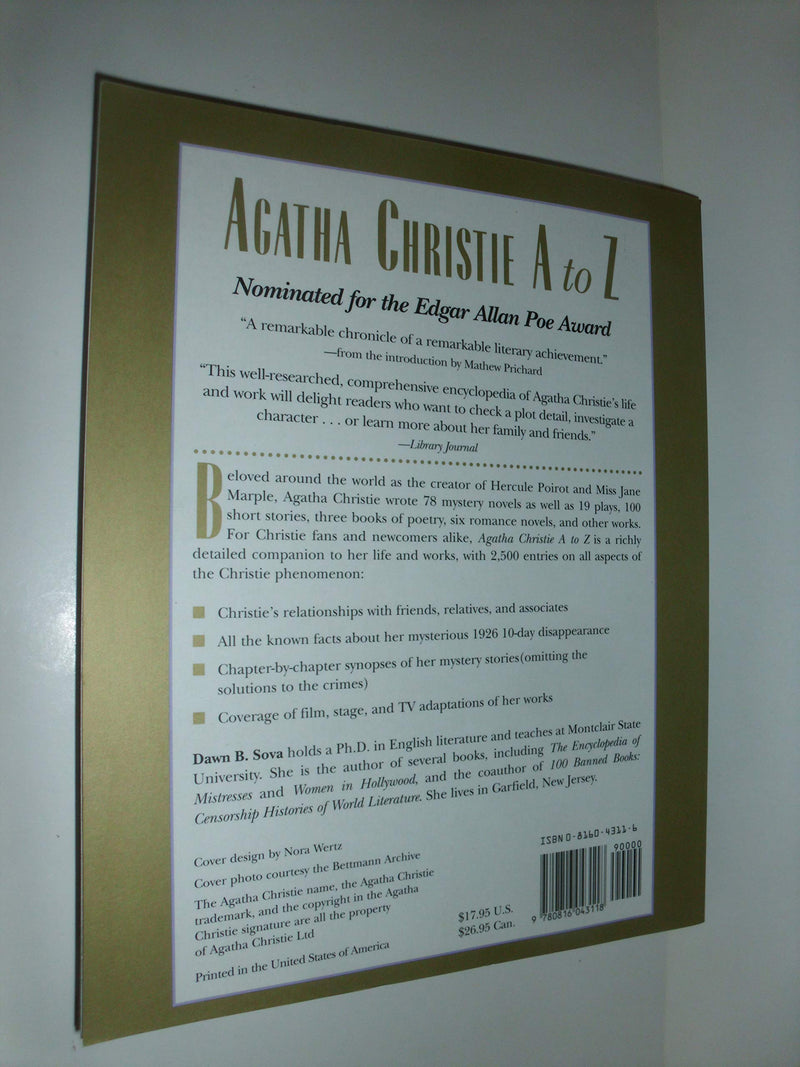 AGATHA CHRISTIE A to Z
Nominated for the Edgar Allan Poe Award
“A remarkable chronicle of a remarkable literary achievement.”
—from the introduction by Mathew Prichard
“This well-researched, comprehensive encyclopedia of Agatha Christie’s life
and work will delight readers who want to check a plot detail, investigate a
character . . . or learn more about her family and friends.”
—Library Journal
Beloved around the world as the creator of Hercule Poirot and Miss Jane
Marple, Agatha Christie wrote 78 mystery novels as well as 19 plays, 100
short stories, three books of poetry, six romance novels, and other works.
For Christie fans and newcomers alike, Agatha Christie A to Z is a richly
detailed companion to her life and works, with 2,500 entries on all aspects of
the Christie phenomenon:
Christie’s relationships with friends, relatives, and associates
All the known facts about her mysterious 1926 10-day disappearance
Chapter-by-chapter synopses of her mystery stories(omitting the
solutions to the crimes)
Coverage of film, stage, and TV adaptations of her works
Dawn B. Sova holds a Ph.D. in English literature and teaches at Montclair State
University. She is the author of several books, including The Encyclopedia of
Mistresses and Women in Hollywood, and the coauthor of 100 Banned Books:
Censorship Histories of World Literature. She lives in Garfield, New Jersey.
Cover design by Nora Wertz
Cover photo courtesy the Bettmann Archive
The Agatha Christie name, the Agatha Christie
trademark, and the copyright in the Agatha
Christie signature are all the property
of Agatha Christie Ltd
Printed in the United States of America
$17.95 U.S.
$26.95 Can.
ISBN 0-8160-4311-6
90000
9 780816 043118